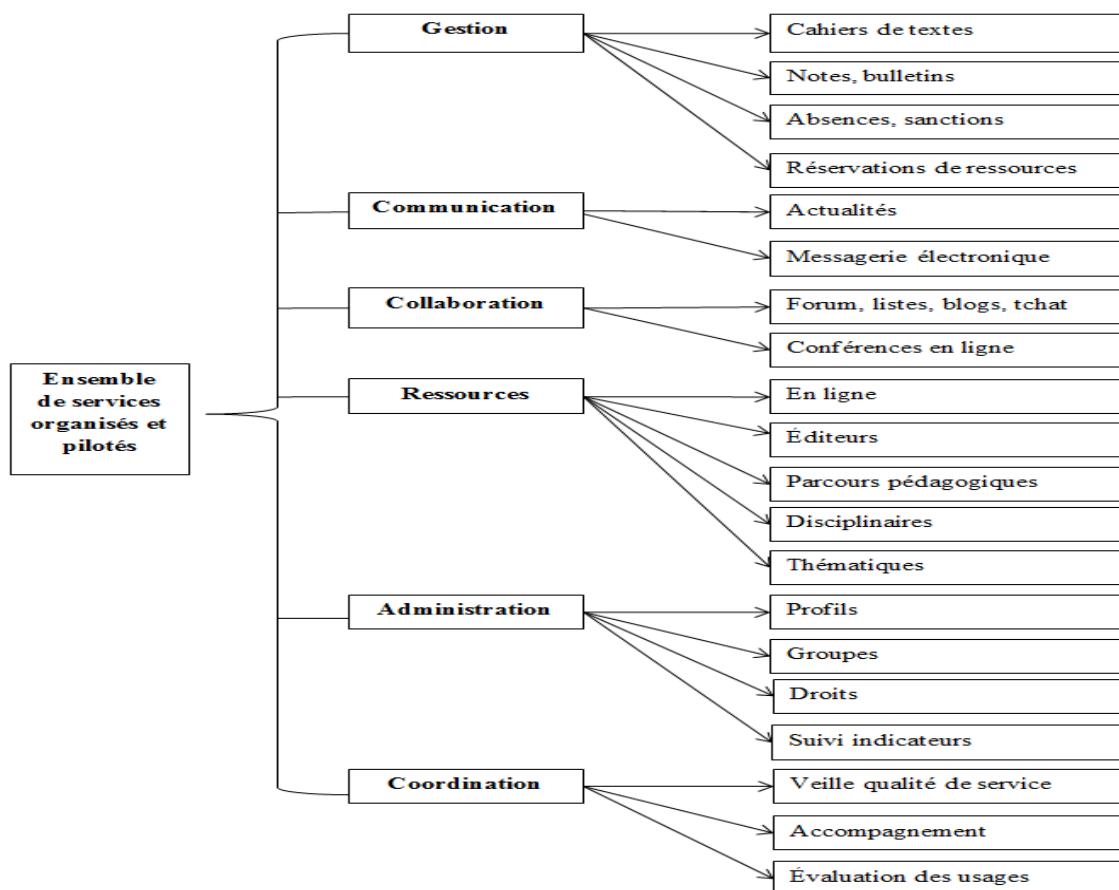 Ensemble
de services
organisés et
pilotés
Gestion
Cahiers de textes
Notes, bulletins
Absences, sanctions
Réservations de ressources
Communication
Actualités
Messagerie électronique
Collaboration
Forum, listes, blogs, tchat
Conférences en ligne
Ressources
En ligne
Éditeurs
Parcours pédagogiques
Disciplinaires
Thématiques
Administration
Profils
Groupes
Droits
Suivi indicateurs
Coordination
Veille qualité de service
Accompagnement
Évaluation des usages